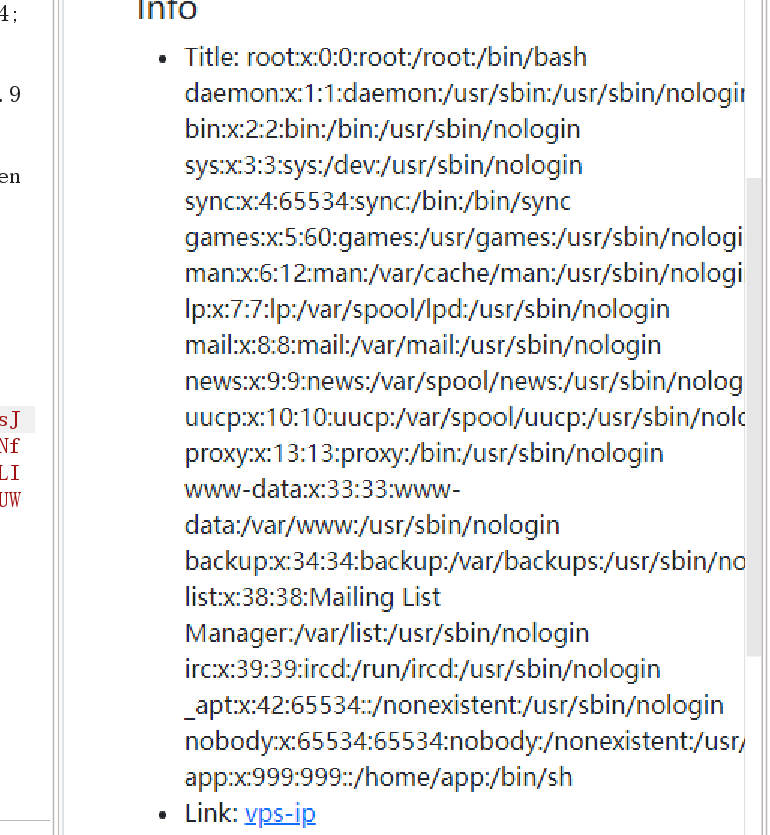 Info
4;
Title: root:x:0:0:root:/root:/bin/bash
daemon:x:1:1:daemon:/usr/sbin:/usr/sbin/nologin
.9
bin:x:2:2:bin:/bin:/usr/sbin/nologin
sys:x:3:3:sys:/dev:/usr/sbin/nologin
en
sync:x:4:65534:sync:/bin:/bin/sync
games:x:5:60:games:/usr/games:/usr/sbin/nologi
man:x:6:12:man:/var/cache/man:/usr/sbin/nologi
lp:x:7:7:lp:/var/spool/lpd:/usr/sbin/nologin
mail:x:8:8:mail:/var/mail:/usr/sbin/nologin
news:x:9:9:news:/var/spool/news:/usr/sbin/nolog
uucp:x:10:10:uucp:/var/spool/uucp:/usr/sbin/nolo
sJ
Nf
LI
UW
proxy:x:13:13:proxy:/bin:/usr/sbin/nologin
www-data:x:33:33:www-
data:/var/www:/usr/sbin/nologin
backup:x:34:34:backup:/var/backups:/usr/sbin/no
list:x:38:38:Mailing List
Manager:/var/list:/usr/sbin/nologin
irc:x:39:39:ircd:/run/ircd:/usr/sbin/nologin
_apt:x:42:65534::/nonexistent:/usr/sbin/nologin
nobody:x:65534:65534:nobody:/nonexistent:/usr/
app:x:999:999::/home/app:/bin/sh
Link: vps-ip